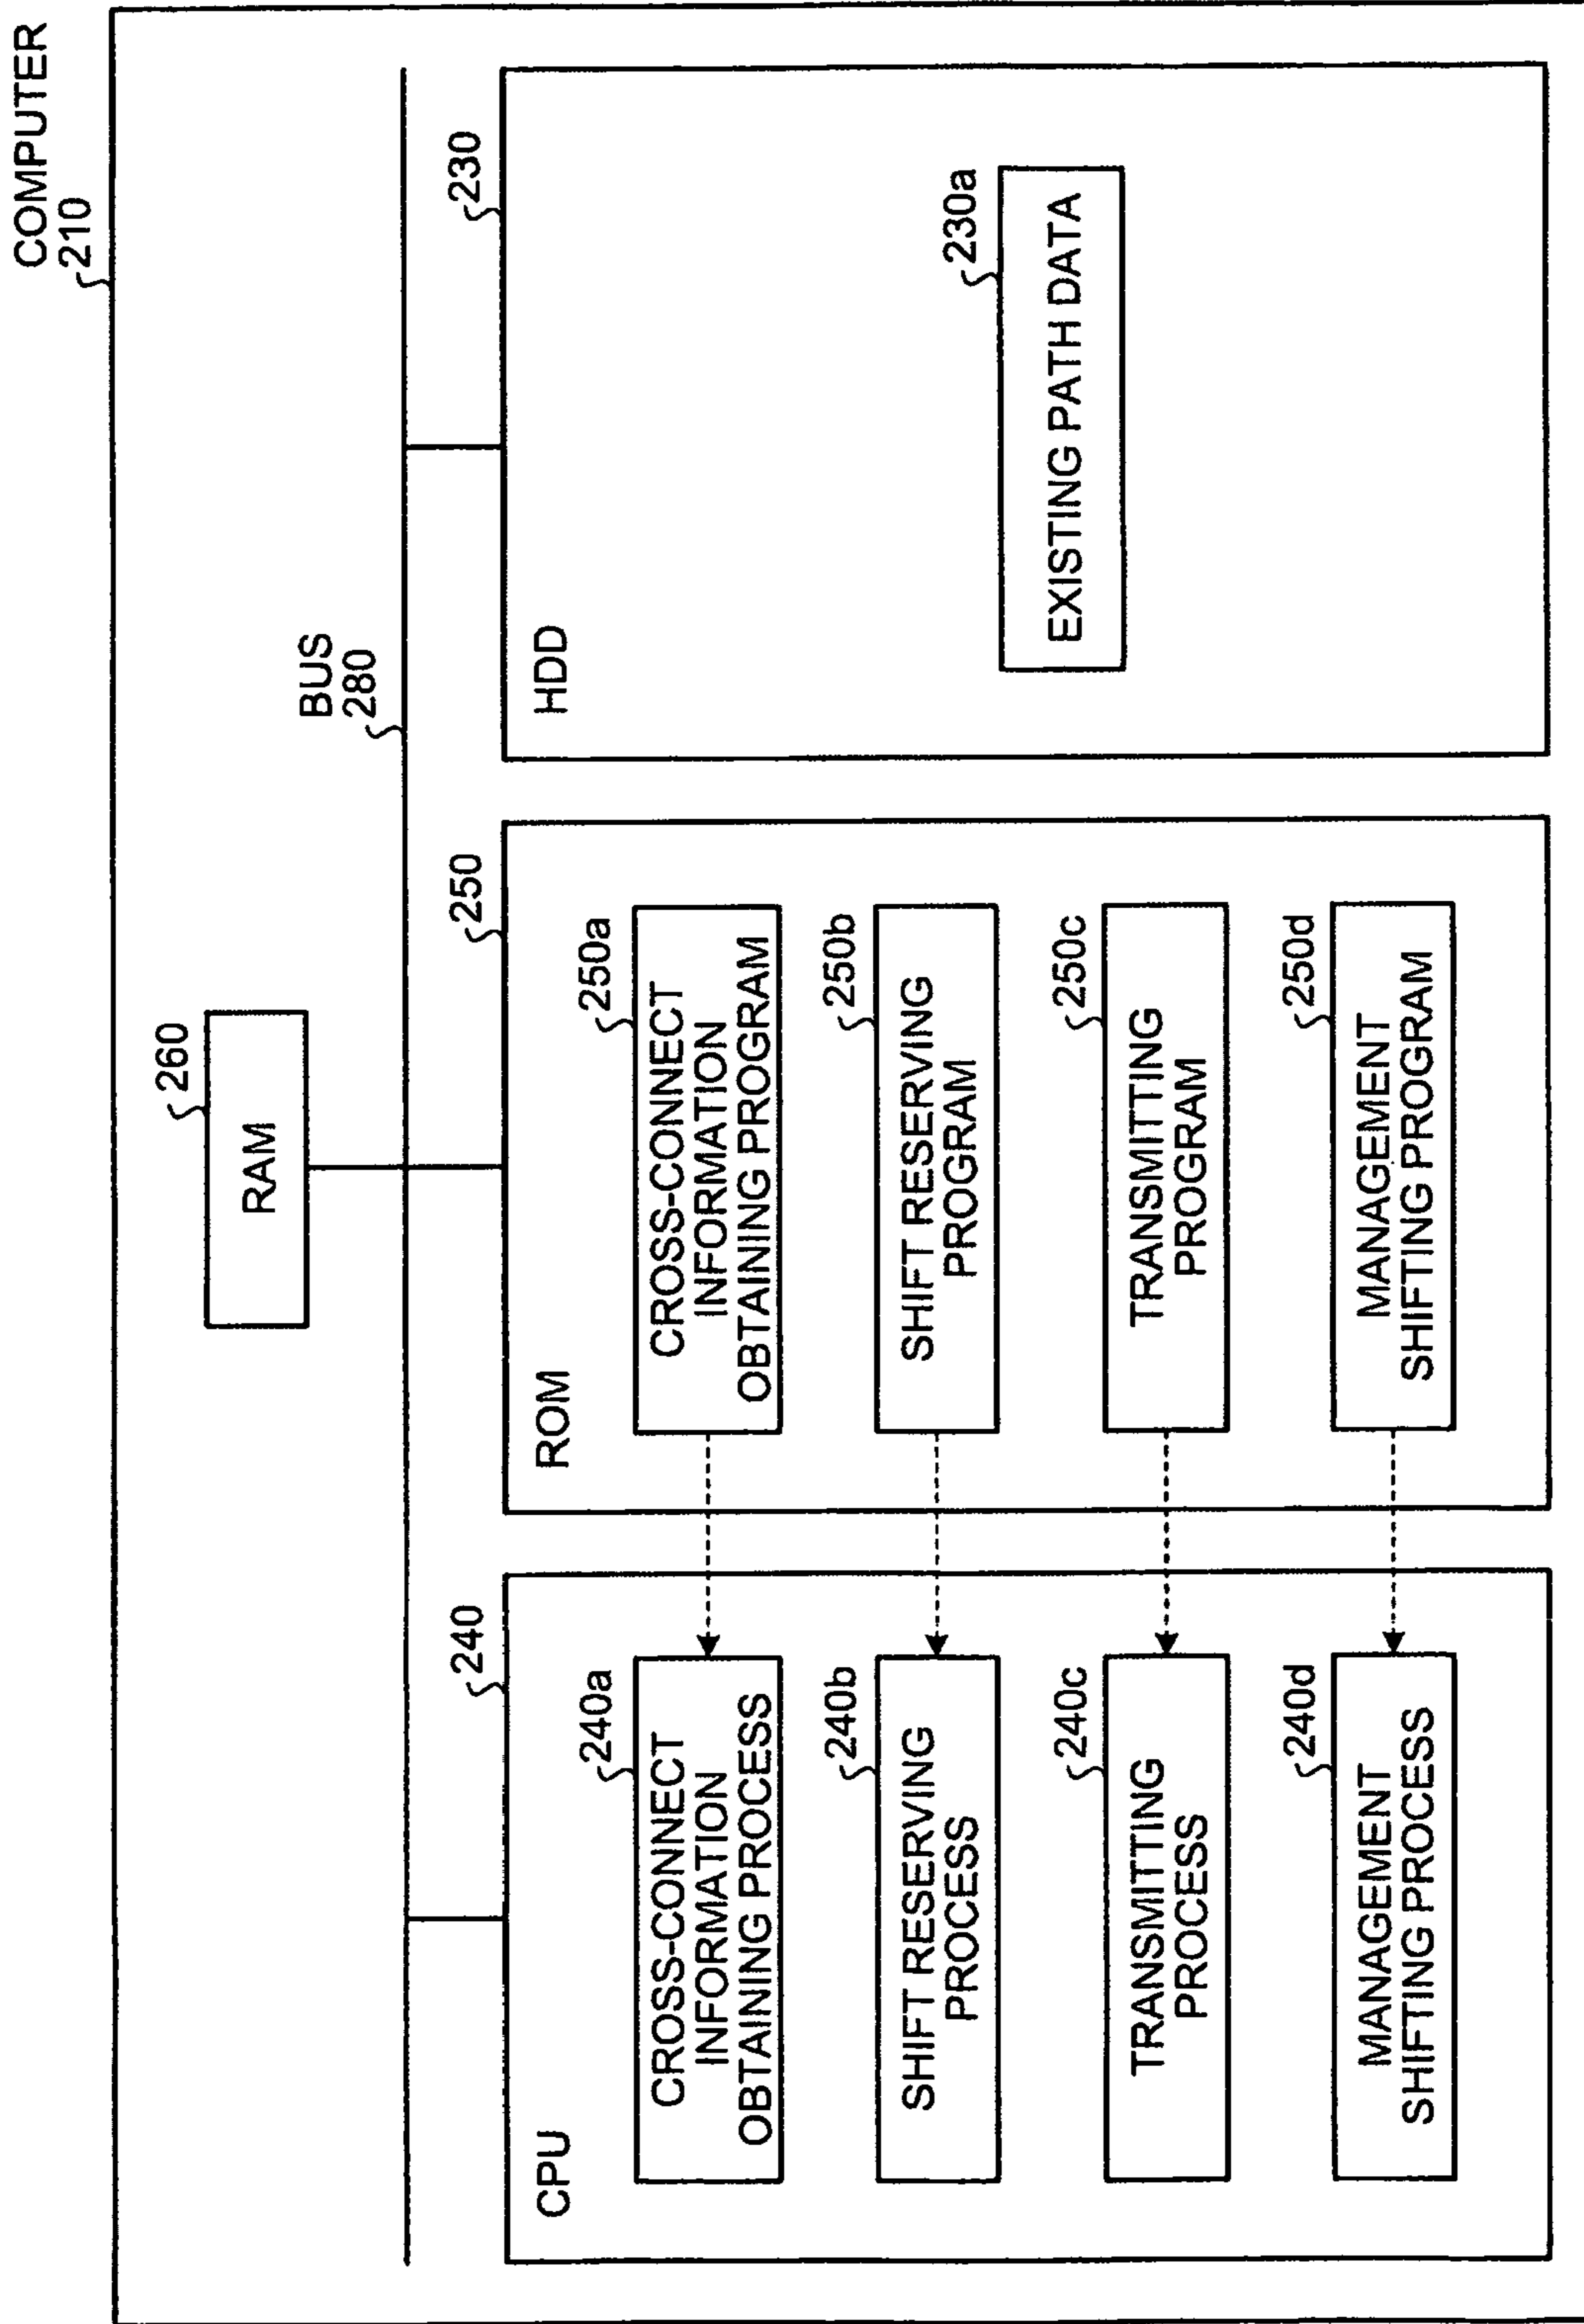 COMPUTER
210
260
RAM
BUS
280
240
CPU
240a
CROSS-CONNECT
INFORMATION
OBTAINING PROCESS
240b
SHIFT RESERVING
PROCESS
240c
TRANSMITTING
PROCESS
240d
MANAGEMENT
SHIFTING PROCESS
250
ROM
250a
CROSS-CONNECT
INFORMATION
OBTAINING PROGRAM
250b
SHIFT RESERVING
PROGRAM
250c
TRANSMITTING
PROGRAM
250d
MANAGEMENT
SHIFTING PROGRAM
230
HDD
230a
EXISTING PATH DATA